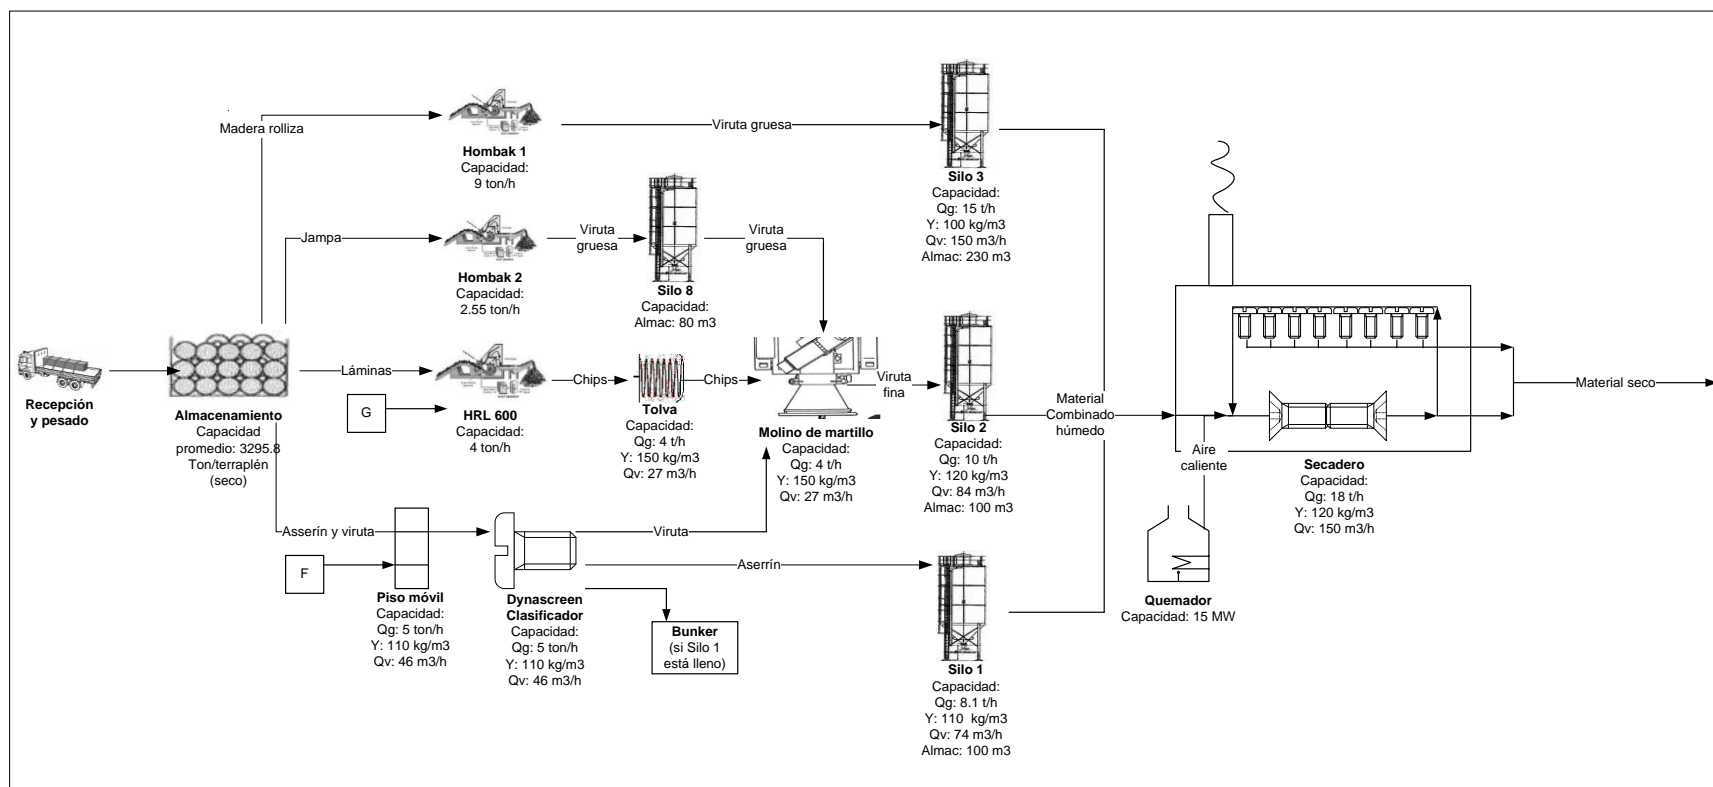 Madera rolliza
Hombak 1
Capacidad:
9 ton/h
Viruta gruesa
Silo 3
Capacidad:
Qg: 15 t/h
Y: 100 kg/m3
Qv: 150 m3/h
Almac: 230 m3
Jampa
Hombak 2
Capacidad:
2.55 ton/h
Viruta
gruesa
Silo 8
Capacidad:
Almac: 80 m3
Viruta
gruesa
Recepción
y pesado
Almacenamiento
Capacidad
promedio: 3295.8
Ton/terraplén
(seco)
Láminas
G
HRL 600
Capacidad:
4 ton/h
Chips
Tolva
Capacidad:
Qg: 4 t/h
Y: 150 kg/m3
Qv: 27 m3/h
Chips
Molino de martillo
Capacidad:
Qg: 4 t/h
Y: 150 kg/m3
Qv: 27 m3/h
Viruta
fina
Silo 2
Capacidad:
Qg: 10 t/h
Y: 120 kg/m3
Qv: 84 m3/h
Almac: 100 m3
Material
Combinado
húmedo
Aire
caliente
Secadero
Capacidad:
Qg: 18 t/h
Y: 120 kg/m3
Qv: 150 m3/h
Material seco
Quemador
Capacidad: 15 MW
Asserín y viruta
F
Piso móvil
Capacidad:
Qg: 5 ton/h
Y: 110 kg/m3
Qv: 46 m3/h
Dynascreen
Clasificador
Capacidad:
Qg: 5 ton/h
Y: 110 kg/m3
Qv: 46 m3/h
Viruta
Aserrín
Bunker
(si Silo 1
está lleno)
Silo 1
Capacidad:
Qg: 8.1 t/h
Y: 110 kg/m3
Qv: 74 m3/h
Almac: 100 m3